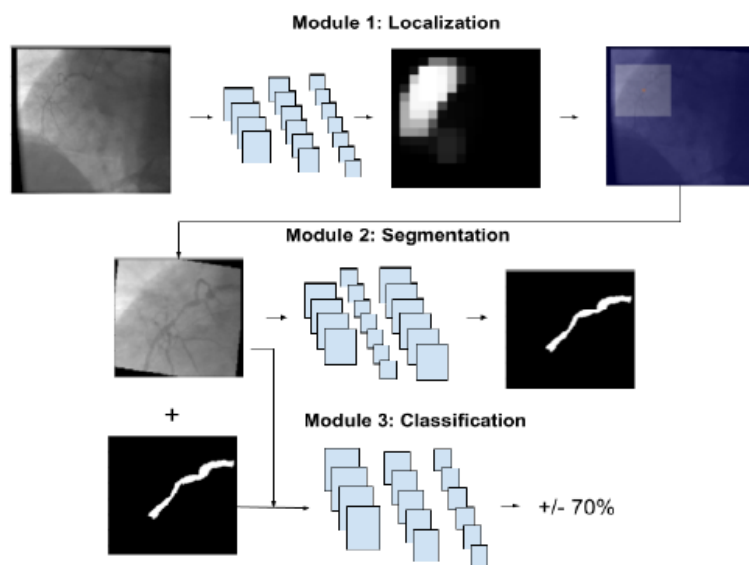 Module 1: Localization
Module 2: Segmentation
+
Module 3: Classification
+/- 70%